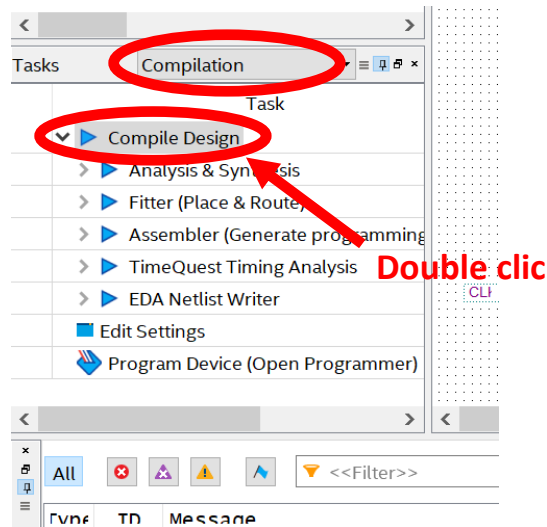 Tasks Compilation
Task
Compile Design
Analysis & Synthesis
Fitter (Place & Route)
Assembler (Generate programming
TimeQuest Timing Analysis
Double clic
EDA Netlist Writer
CLK
Edit Settings
Program Device (Open Programmer)
All <<Filter>>
Type ID Message